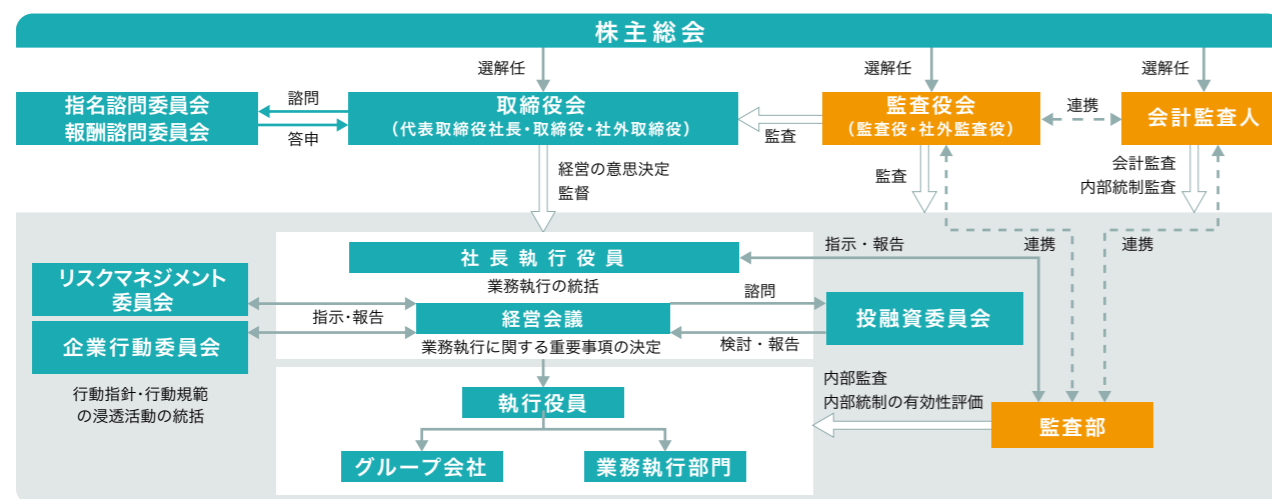 株主総会
選解任
選解任
選解任
指名諮問委員会
報酬諮問委員会
諮問
答申
取締役会
（代表取締役社長・取締役・社外取締役）
監査
監査役会
（監査役・社外監査役）
連携
会計監査人
経営の意思決定
監督
監査
会計監査
内部統制監査
社長執行役員
業務執行の統括
指示・報告
連携
連携
リスクマネジメント
委員会
企業行動委員会
行動指針・行動規範
の浸透活動の統括
指示・報告
経営会議
業務執行に関する重要事項の決定
諮問
検討・報告
投融資委員会
執行役員
グループ会社
業務執行部門
内部監査
内部統制の有効性評価
監査部